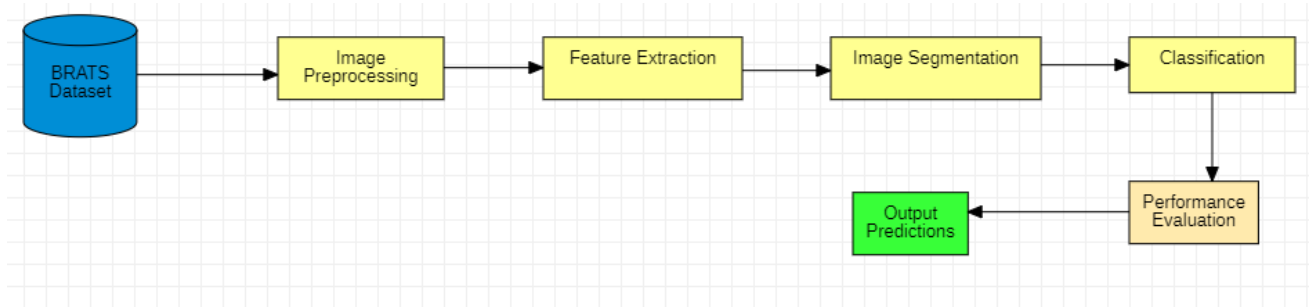 BRATS
Dataset
Image
Preprocessing
Feature Extraction
Image Segmentation
Classification
Performance
Evaluation
Output
Predictions